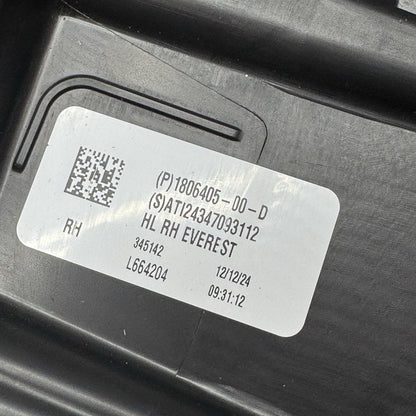 (P)1806405-00-D
(S)ATI24347093112
HL RH EVEREST
RH
345142
12/12/24
L664204
09:31:12